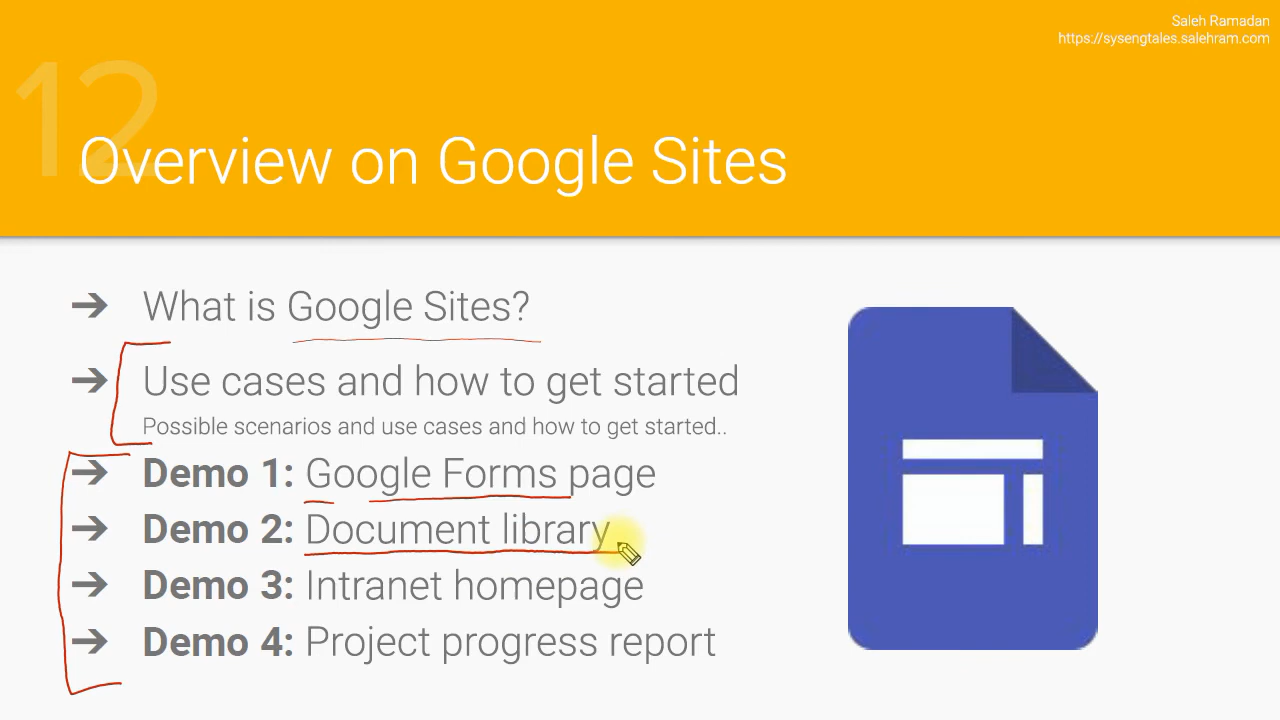 Saleh Ramadan
https://sysengtales.salehram.com
12
Overview on Google Sites
➔ What is Google Sites?
➔ Use cases and how to get started
Possible scenarios and use cases and how to get started..
➔ Demo 1: Google Forms page
➔ Demo 2: Document library
➔ Demo 3: Intranet homepage
➔ Demo 4: Project progress report